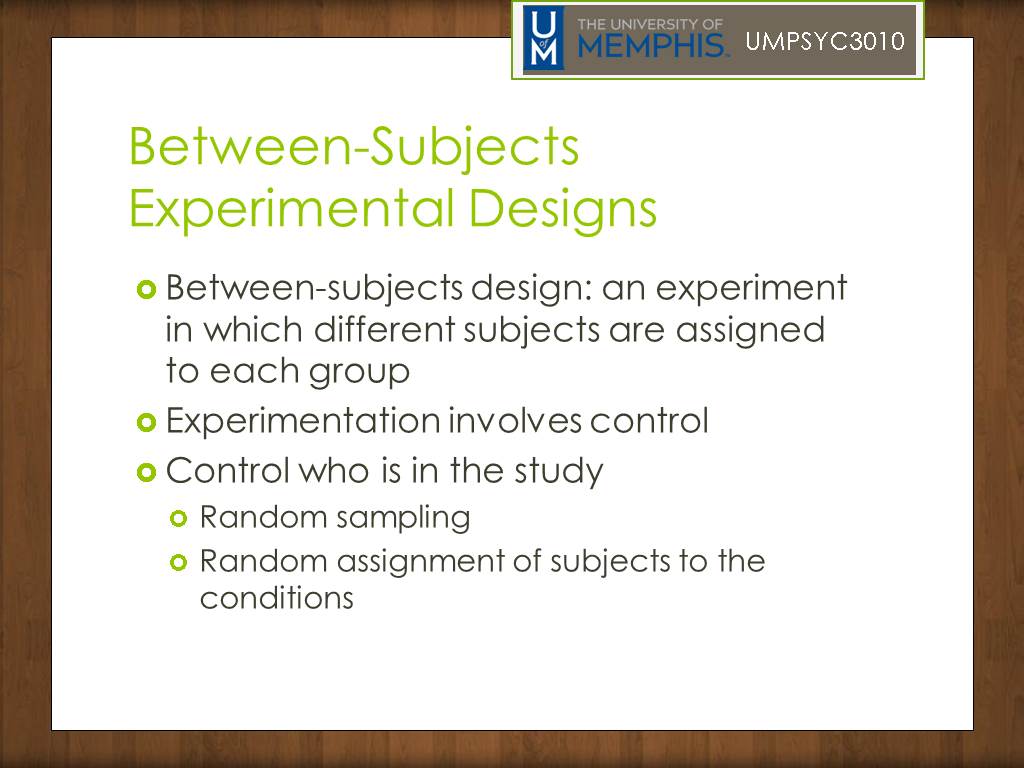 U
of
M
THE UNIVERSITY OF
MEMPHIS™
UMPSYC3010
Between-Subjects
Experimental Designs
Between-subjects design: an experiment
in which different subjects are assigned
to each group
Experimentation involves control
Control who is in the study
Random sampling
Random assignment of subjects to the
conditions